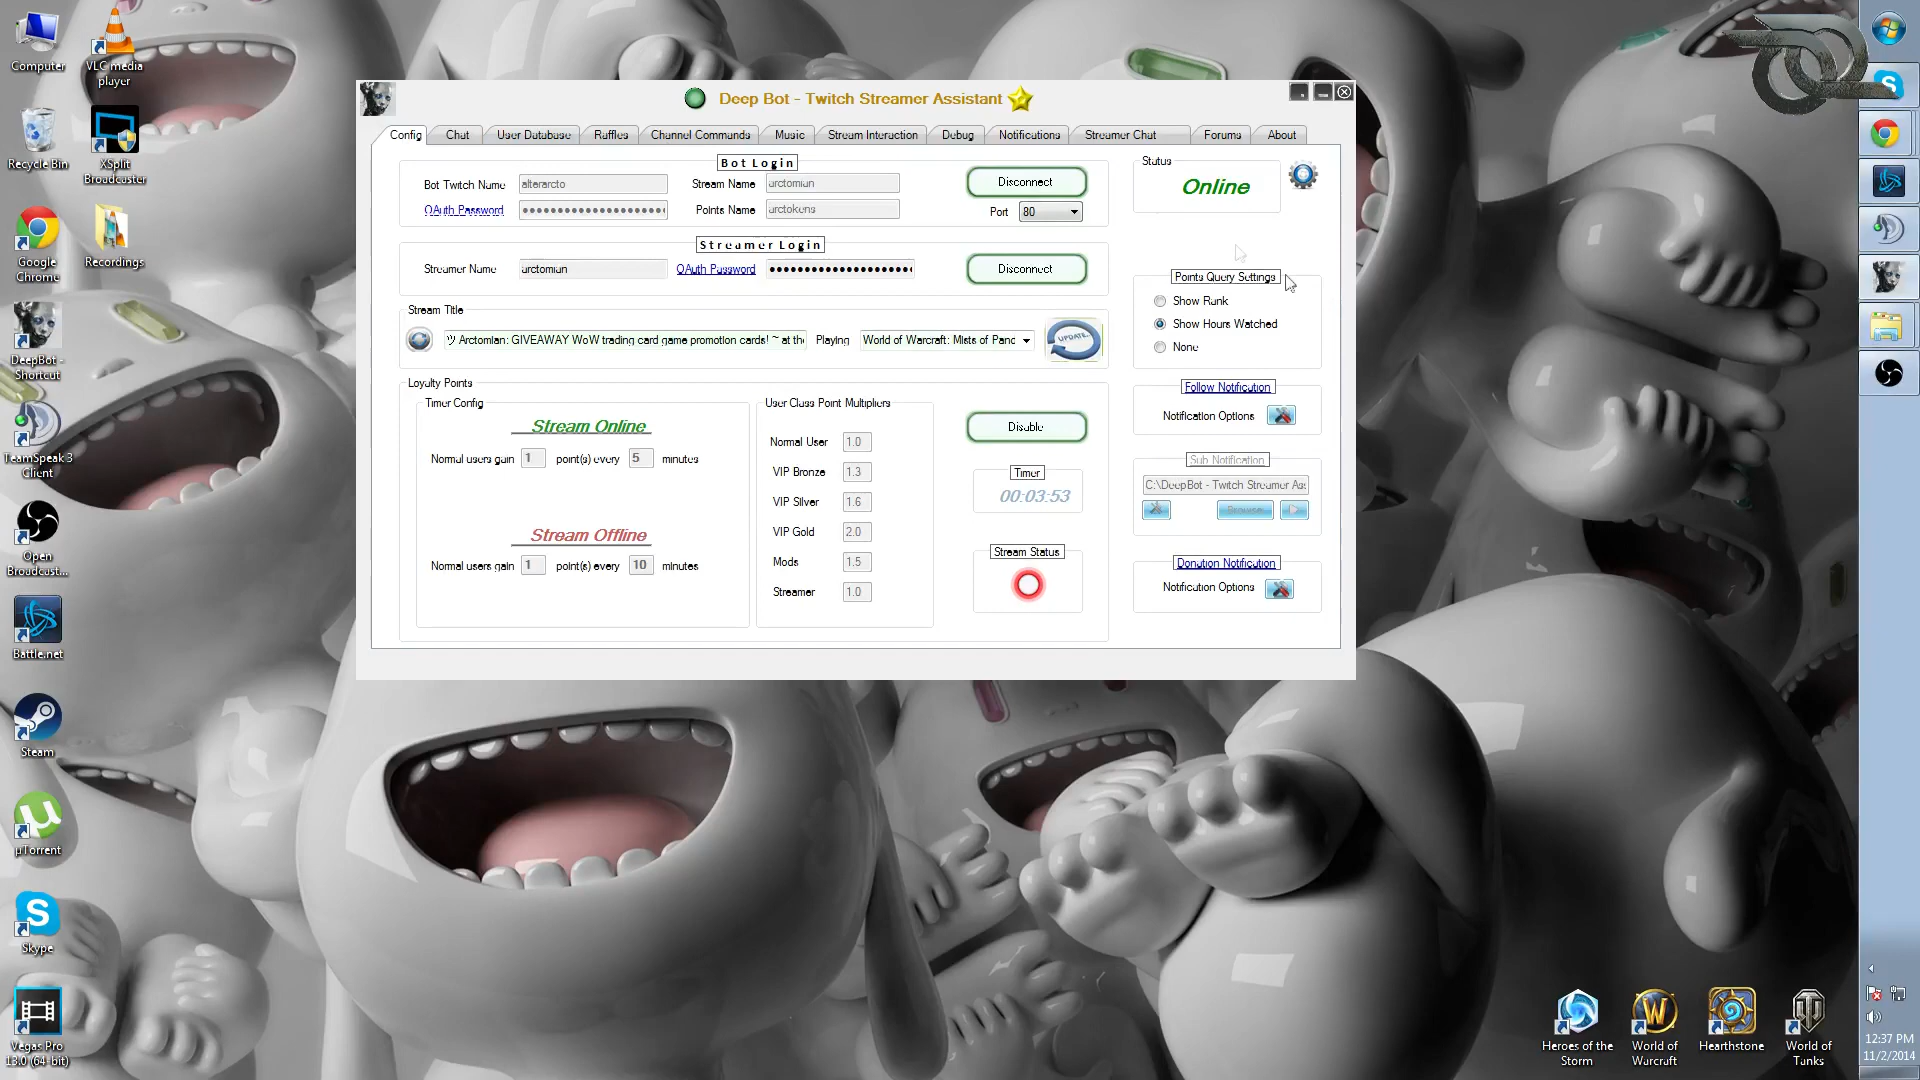 Computer
VLC media
player
Recycle Bin
XSplit
Broadcaster
Google
Chrome
Recordings
DeepBot -
Shortcut
TeamSpeak 3
Client
Open
Broadcast...
Battle.net
Steam
µTorrent
Skype
Vegas Pro
13.0 (64-bit)
Deep Bot - Twitch Streamer Assistant
Config Chat User Database Raffles Channel Commands Music Stream Interaction Debug Notifications Streamer Chat Forums About
Bot Login
Bot Twitch Name alterarcto Stream Name arctomian Disconnect
OAuth Password Points Name arctokens Port 80
Streamer Login
Streamer Name arctomian OAuth Password Disconnect
Stream Title
ツ Arctomian: GIVEAWAY WoW trading card game promotion cards! ~ at the Playing World of Warcraft: Mists of Pand UPDATE
Loyalty Points
Timer Config
Stream Online
Normal users gain 1 point(s) every 5 minutes
Stream Offline
Normal users gain 1 point(s) every 10 minutes
User Class Point Multipliers
Normal User 1.0
VIP Bronze 1.3
VIP Silver 1.6
VIP Gold 2.0
Mods 1.5
Streamer 1.0
Disable
Timer
00:03:53
Stream Status
Status
Online
Points Query Settings
Show Rank
Show Hours Watched
None
Follow Notification
Notification Options
Sub Notification
C:\DeepBot - Twitch Streamer Ass
Browse
Donation Notification
Notification Options
Heroes of the
Storm
World of
Warcraft
Hearthstone
World of
Tanks
12:37 PM
11/2/2014